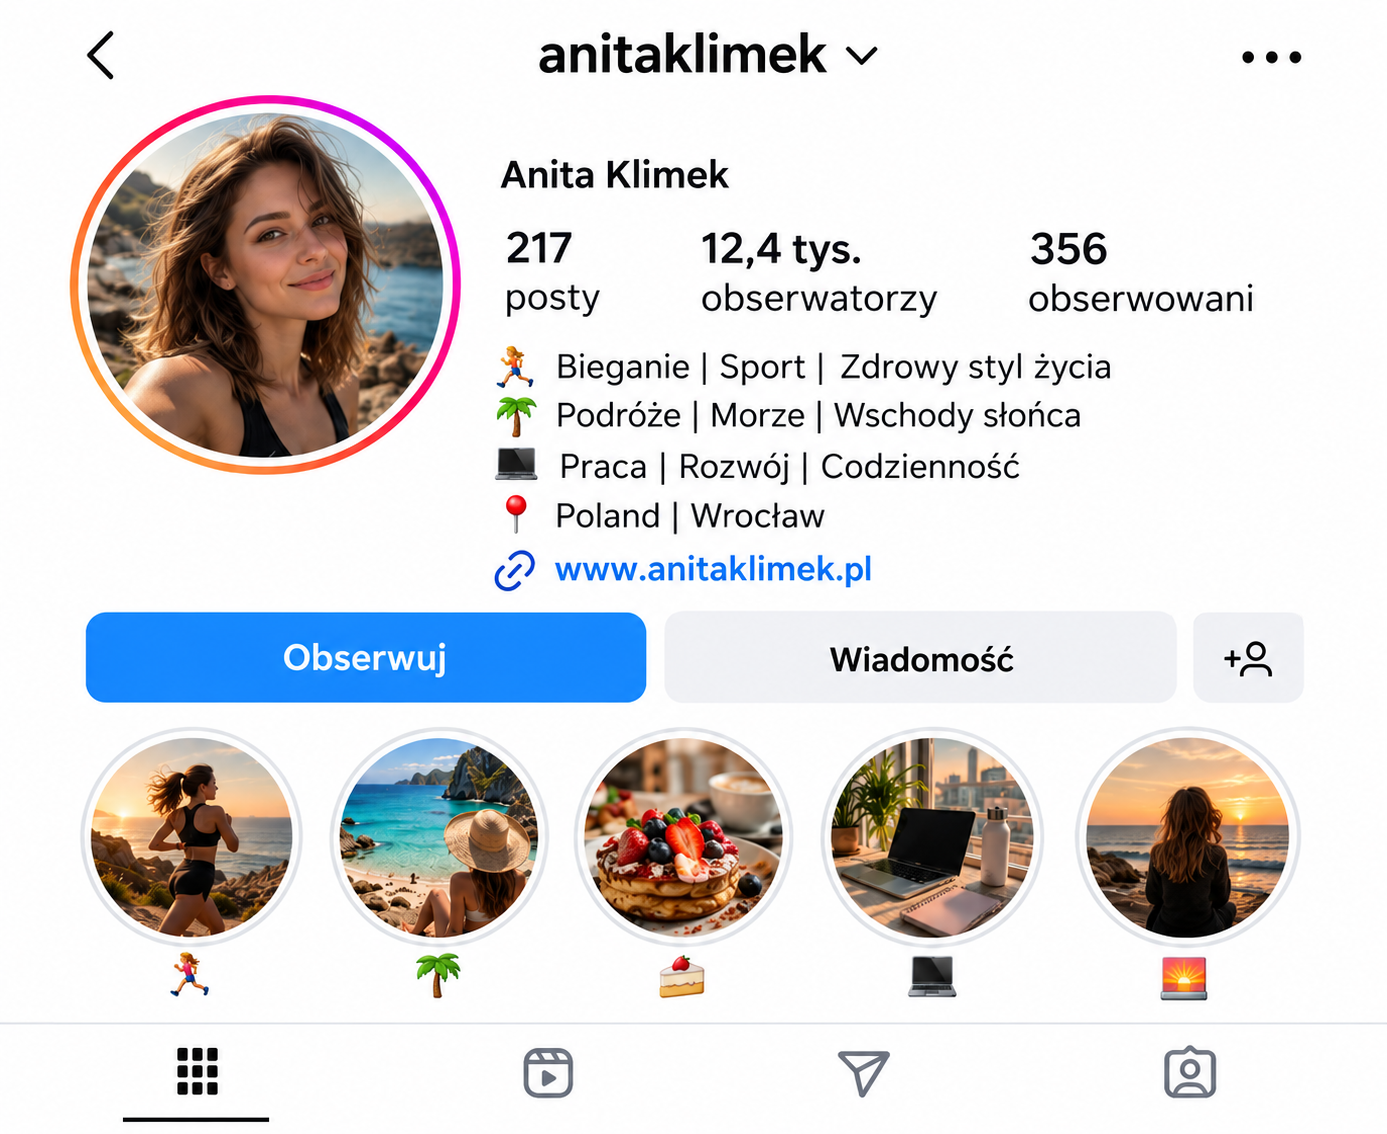 anitaklimek
Anita Klimek
217 12,4 tys. 356
posty obserwatorzy obserwowani
Bieganie | Sport | Zdrowy styl życia
Podróże | Morze | Wschody słońca
Praca | Rozwój | Codzienność
Poland | Wrocław
www.anitaklimek.pl
Obserwuj Wiadomość